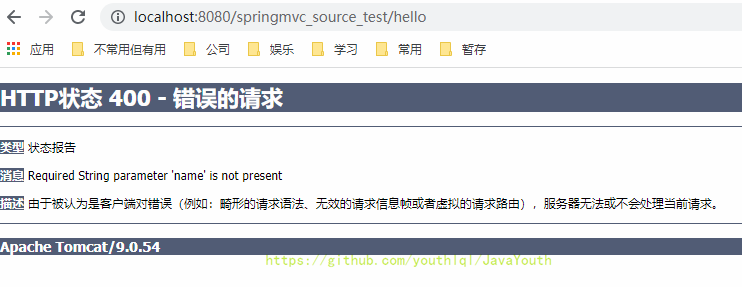 localhost:8080/springmvc_source_test/hello
应用 不常用但有用 公司 娱乐 学习 常用 暂存
HTTP状态 400 - 错误的请求
类型 状态报告
消息 Required String parameter 'name' is not present
描述 由于被认为是客户端对错误（例如：畸形的请求语法、无效的请求信息帧或者虚拟的请求路由），服务器无法或不会处理当前请求。
Apache Tomcat/9.0.54
https://github.com/youthlql/JavaYouth